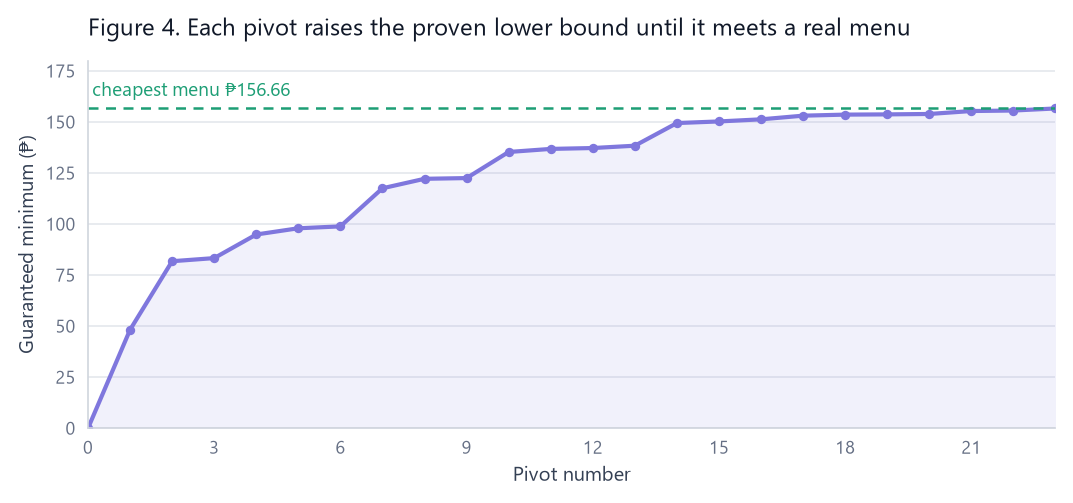 Figure 4. Each pivot raises the proven lower bound until it meets a real menu
175
cheapest menu ₱156.66
150
125
100
75
50
25
0
Guaranteed minimum (₱)
0 3 6 9 12 15 18 21
Pivot number